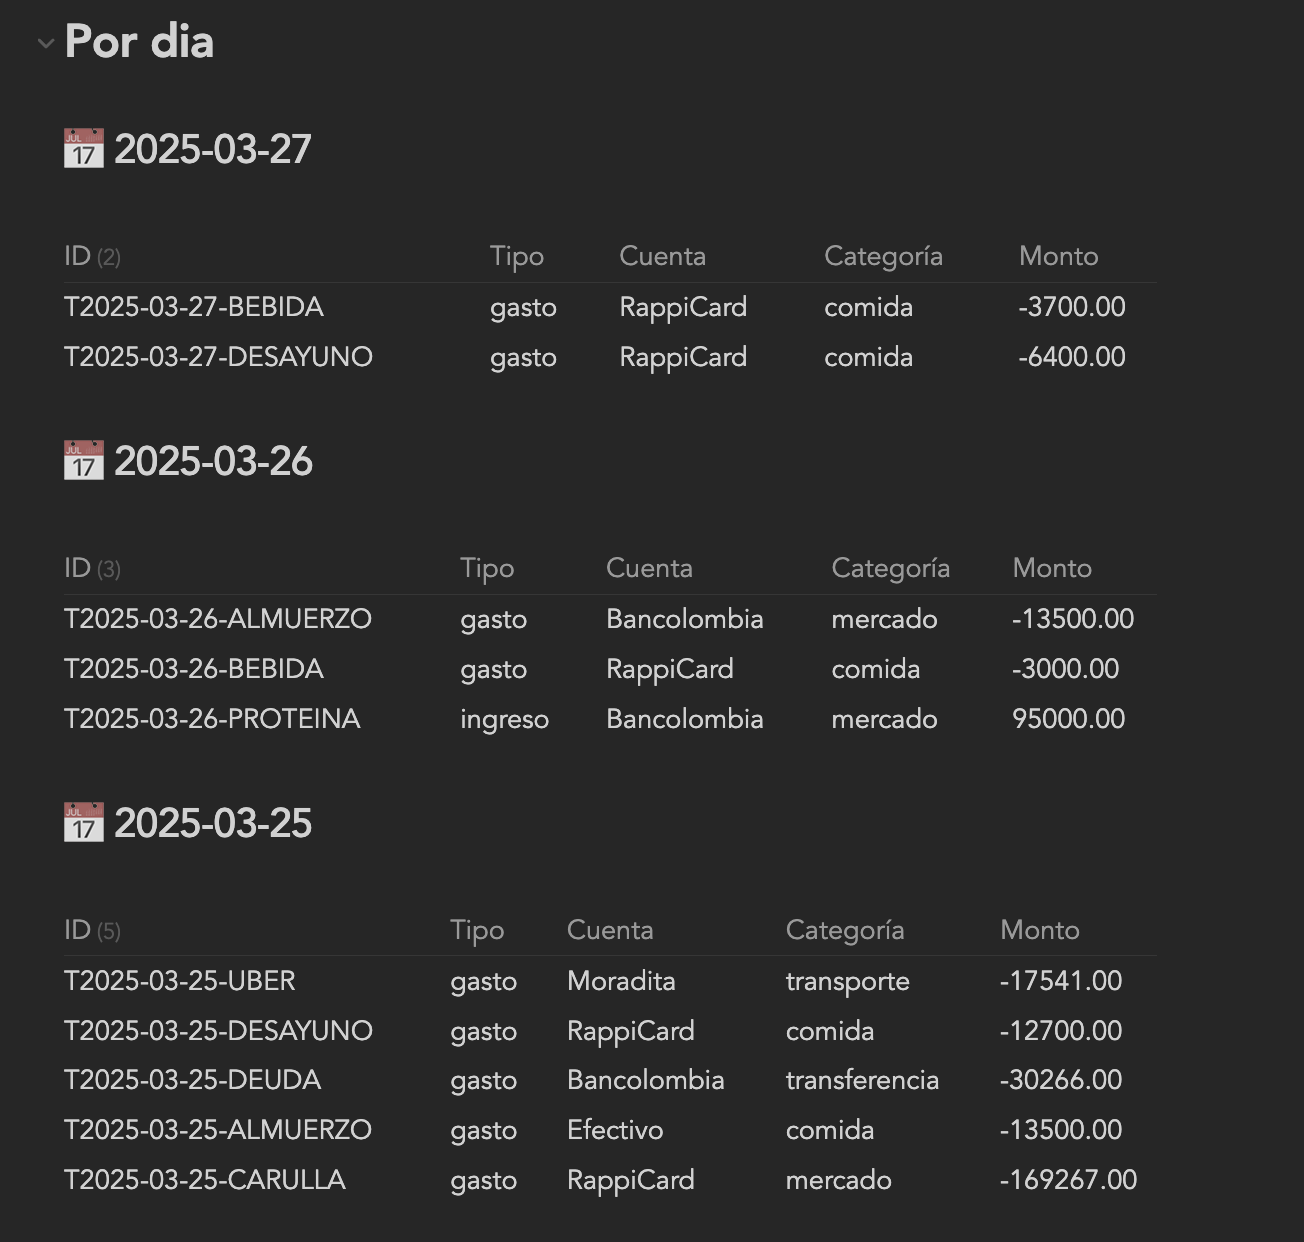 Por dia
JUL 17 2025-03-27
ID (2) Tipo Cuenta Categoría Monto
T2025-03-27-BEBIDA gasto RappiCard comida -3700.00
T2025-03-27-DESAYUNO gasto RappiCard comida -6400.00
JUL 17 2025-03-26
ID (3) Tipo Cuenta Categoría Monto
T2025-03-26-ALMUERZO gasto Bancolombia mercado -13500.00
T2025-03-26-BEBIDA gasto RappiCard comida -3000.00
T2025-03-26-PROTEINA ingreso Bancolombia mercado 95000.00
JUL 17 2025-03-25
ID (5) Tipo Cuenta Categoría Monto
T2025-03-25-UBER gasto Moradita transporte -17541.00
T2025-03-25-DESAYUNO gasto RappiCard comida -12700.00
T2025-03-25-DEUDA gasto Bancolombia transferencia -30266.00
T2025-03-25-ALMUERZO gasto Efectivo comida -13500.00
T2025-03-25-CARULLA gasto RappiCard mercado -169267.00